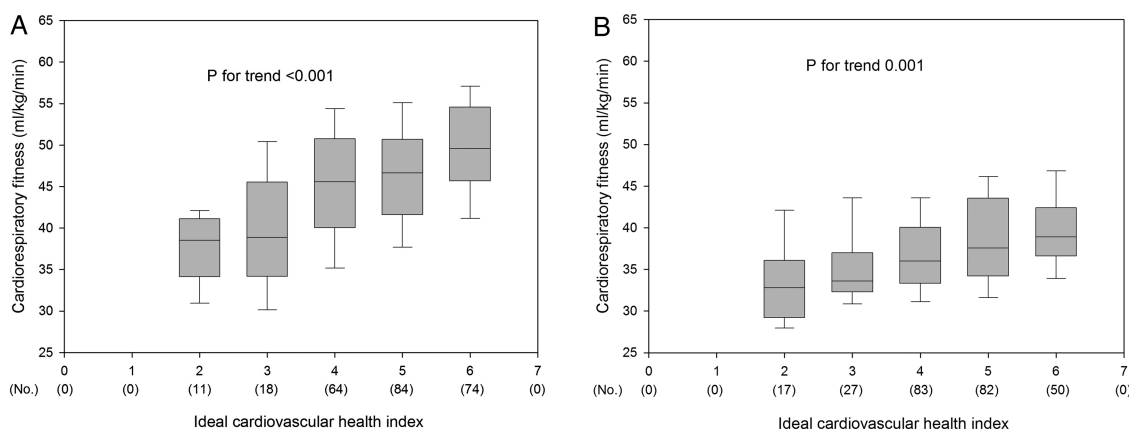 A
Cardiorespiratory fitness (ml/kg/min)
65
60
55
50
45
40
35
30
25
P for trend <0.001
0 1 2 3 4 5 6 7
(No.) (0) (0) (11) (18) (64) (84) (74) (0)
Ideal cardiovascular health index
B
Cardiorespiratory fitness (ml/kg/min)
65
60
55
50
45
40
35
30
25
P for trend 0.001
0 1 2 3 4 5 6 7
(No.) (0) (0) (17) (27) (83) (82) (50) (0)
Ideal cardiovascular health index